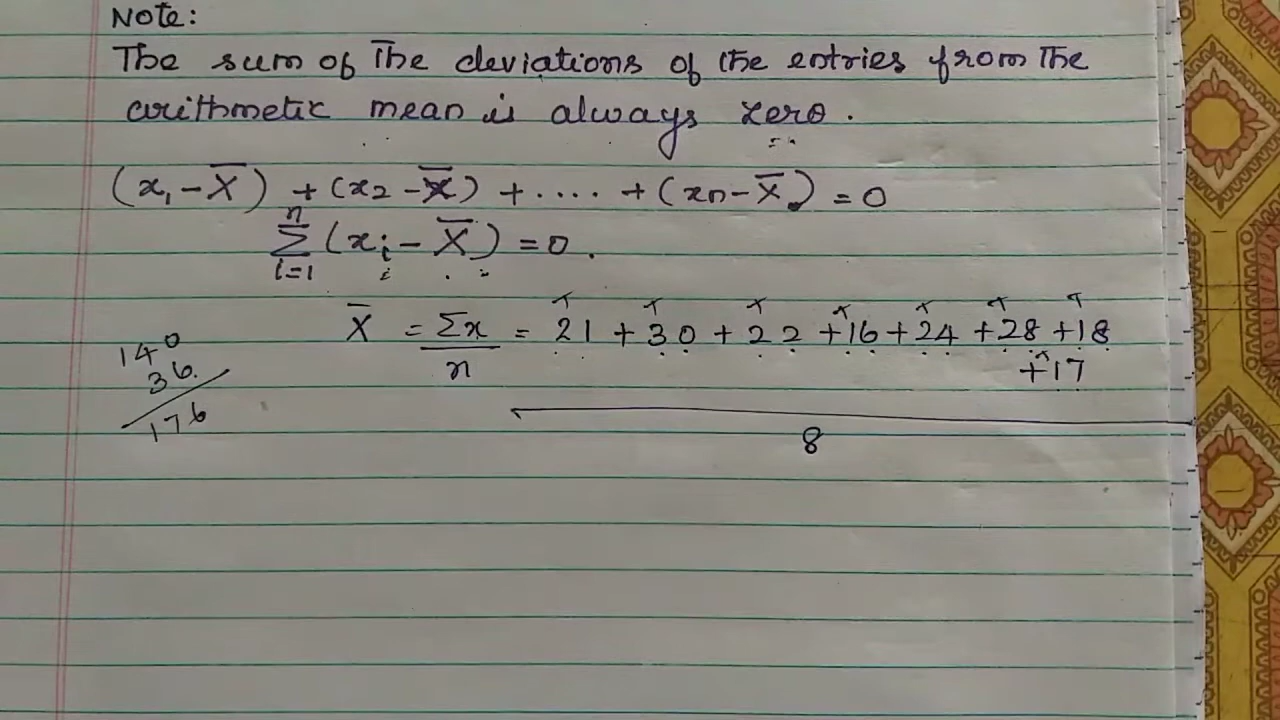 Note:
The sum of The deviations of the entries from The
arithmetic mean is always zero.
(x₁ - X̅) + (x₂ - x̅) + .... + (xn - X̅) = 0
n
∑ (xi - X̅) = 0.
i=1
X̅ = Σx/n = 21 + 30 + 22 + 16 + 24 + 28 + 18
+17
8
140
36.
176